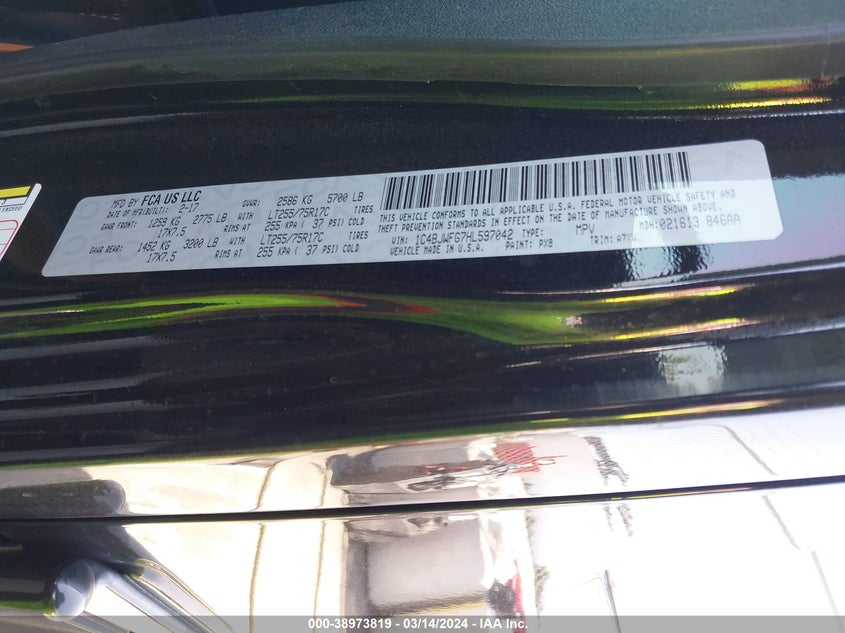 MFD BY FCA US LLC
DATE OF MFR(BUILT): 2-17
GVWR: 2586 KG 5700 LB
GAWR FRONT: 1259 KG 2775 LB WITH LT255/75R17C TIRES
17X7.5 RIMS AT 255 KPA ( 37 PSI) COLD
GAWR REAR: 1452 KG 3200 LB WITH LT255/75R17C TIRES
17X7.5 RIMS AT 255 KPA ( 37 PSI) COLD
THIS VEHICLE CONFORMS TO ALL APPLICABLE U.S.A. FEDERAL MOTOR VEHICLE SAFETY AND
THEFT PREVENTION STANDARDS IN EFFECT ON THE DATE OF MANUFACTURE SHOWN ABOVE.
VIN: 1C4BJWFG7HL597042 TYPE: MPV MDH:021613 846AA
VEHICLE MADE IN U.S.A. PAINT: PX8 TRIM:
EXCEED
000-38973819 - 03/14/2024 - IAA Inc.